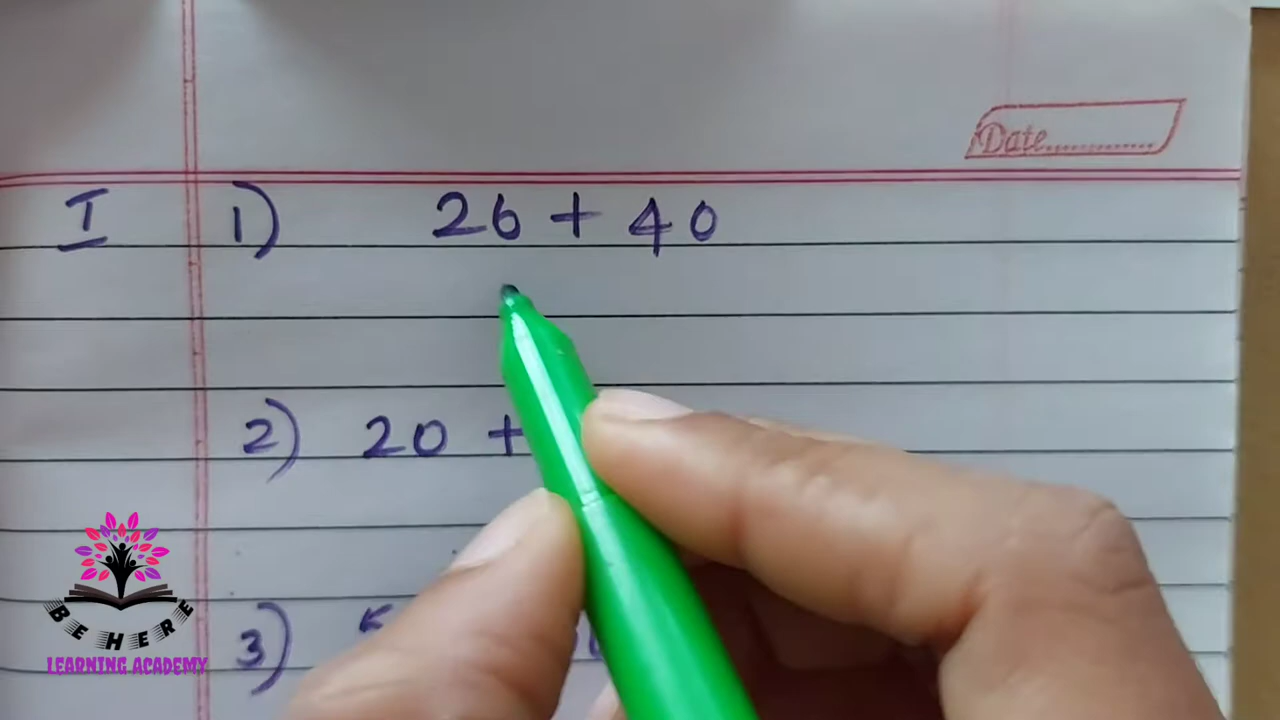 Date..................
I 1) 26 + 40
2) 20 +
3)
BE HERE
LEARNING ACADEMY